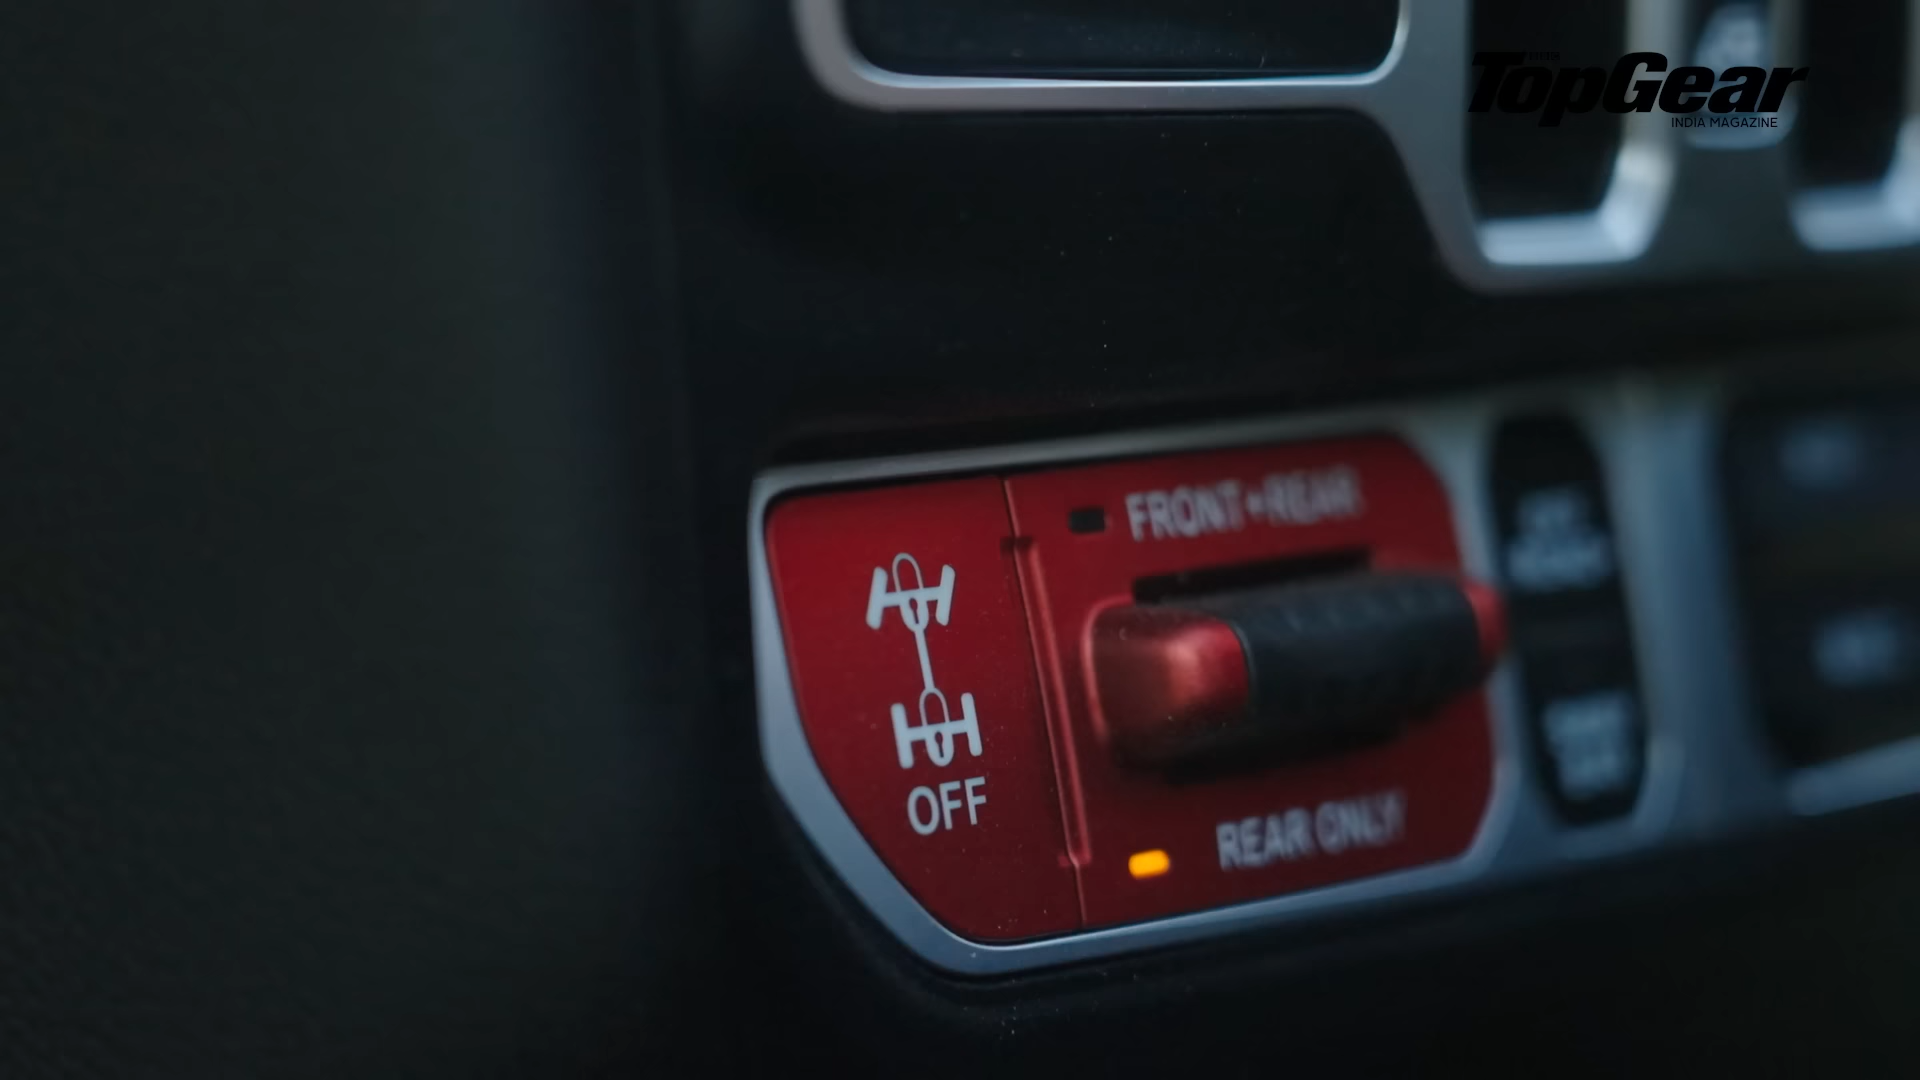 TopGear
INDIA MAGAZINE
FRONT+REAR
OFF
REAR ONLY